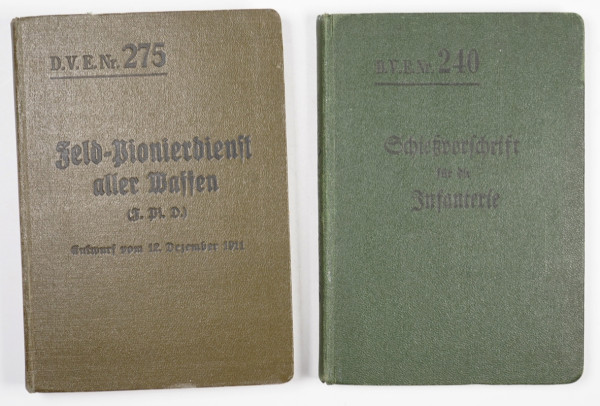 D.V.E.Nr. 275
Feld-Pionierdienst
aller Waffen
(F. Pi. D.)
Entwurf vom 12. Dezember 1911
D.V.E.Nr. 240
Schießvorschrift
für die
Infanterie